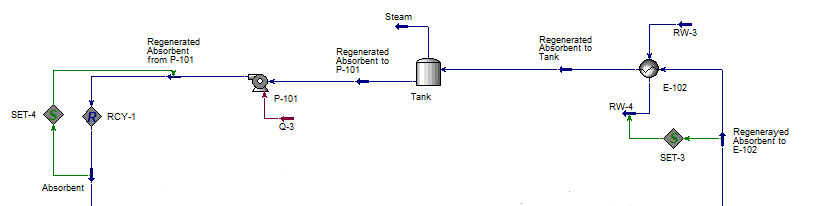 Steam
RW-3
Regenerated
Absorbent
from P-101
Regenerated
Absorbent to
P-101
Regenerated
Absorbent to
Tank
E-102
Tank
P-101
Q-3
SET-4
S
R
RCY-1
RW-4
S
SET-3
Regenerayed
Absorbent to
E-102
Absorbent